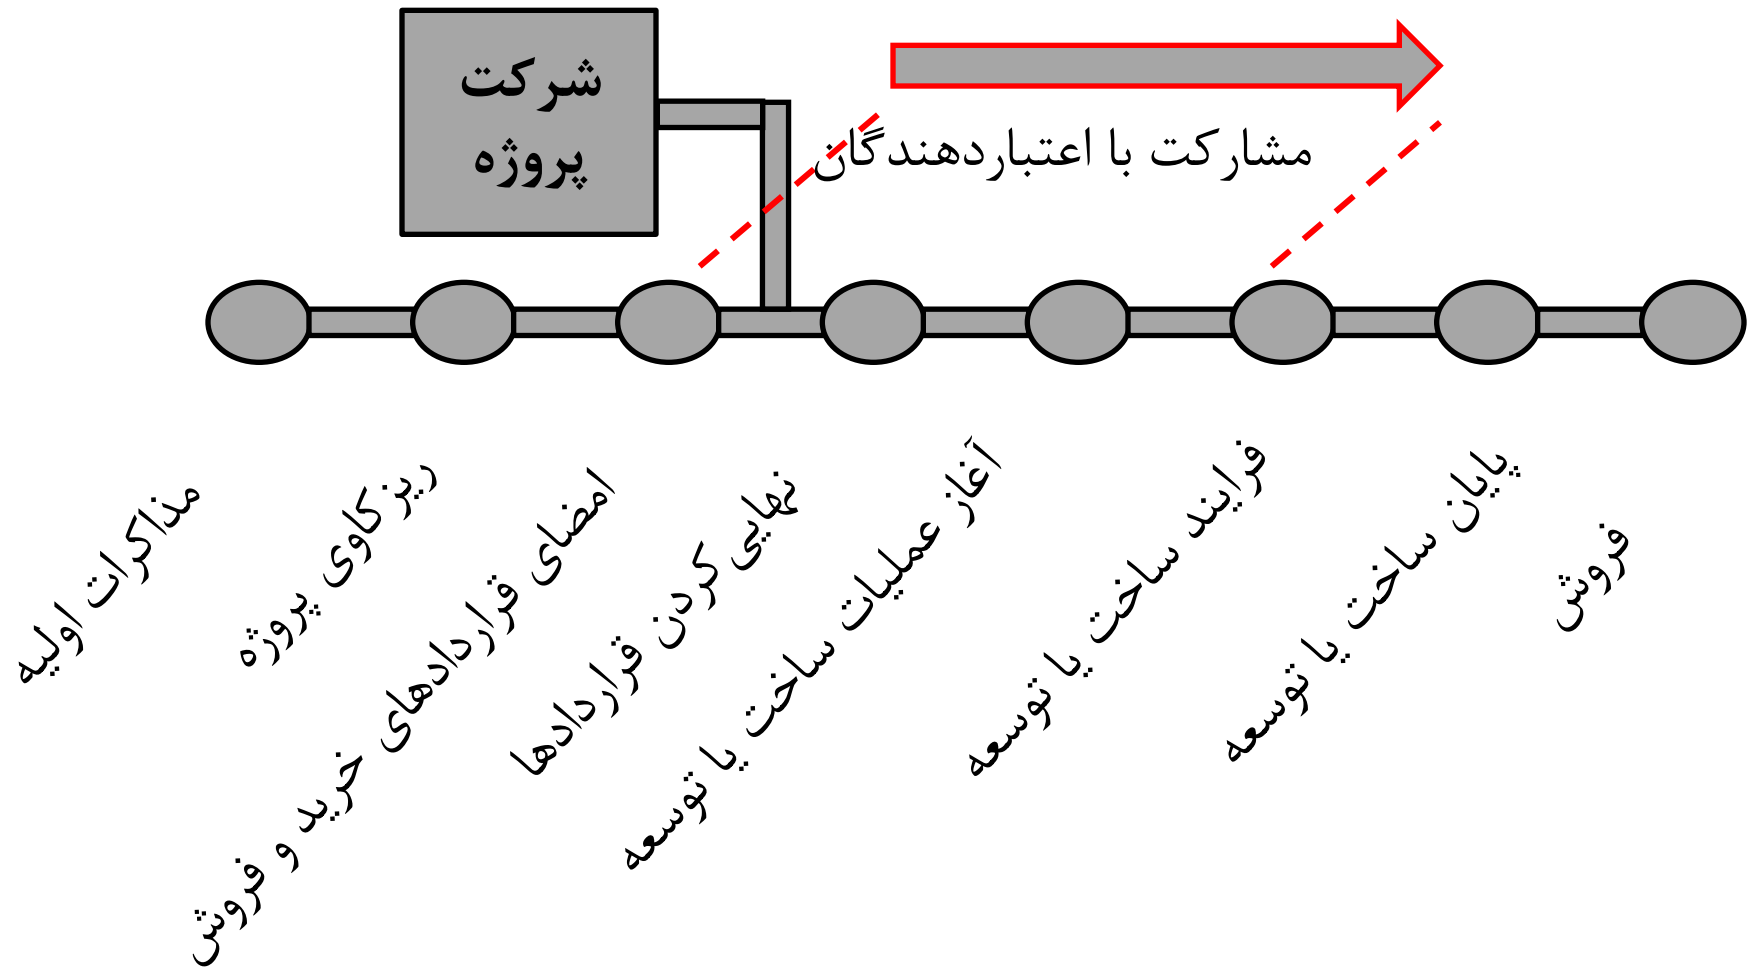 شرکت
پروژه
مشارکت با اعتباردهندگان
مذاکرات اولیه
ریزکاوی پروژه
امضای قراردادهای خرید و فروش
نهایی کردن قراردادها
آغاز عملیات ساخت یا توسعه
فرایند ساخت یا توسعه
پایان ساخت یا توسعه
فروش